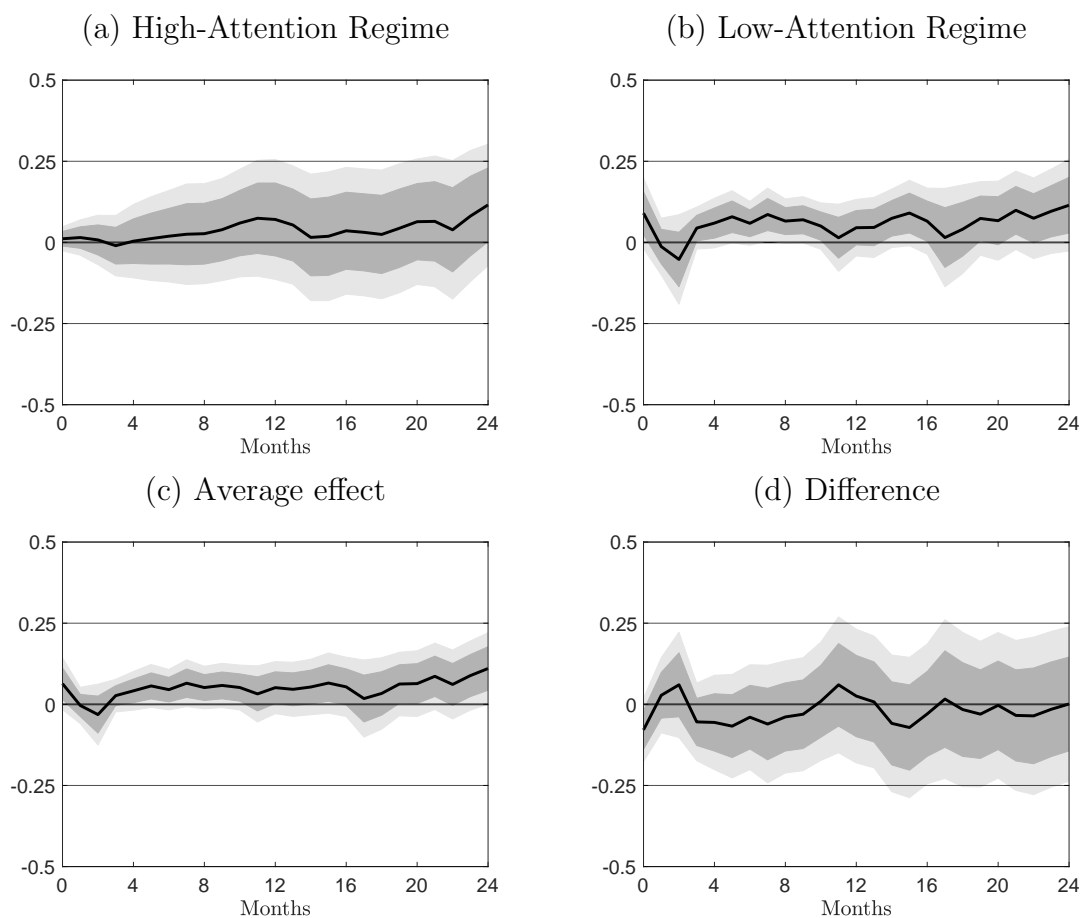 (a) High-Attention Regime
(b) Low-Attention Regime
0.5
0.25
0
-0.25
-0.5
0 4 8 12 16 20 24
Months
0.5
0.25
0
-0.25
-0.5
0 4 8 12 16 20 24
Months
(c) Average effect
(d) Difference
0.5
0.25
0
-0.25
-0.5
0 4 8 12 16 20 24
Months
0.5
0.25
0
-0.25
-0.5
0 4 8 12 16 20 24
Months